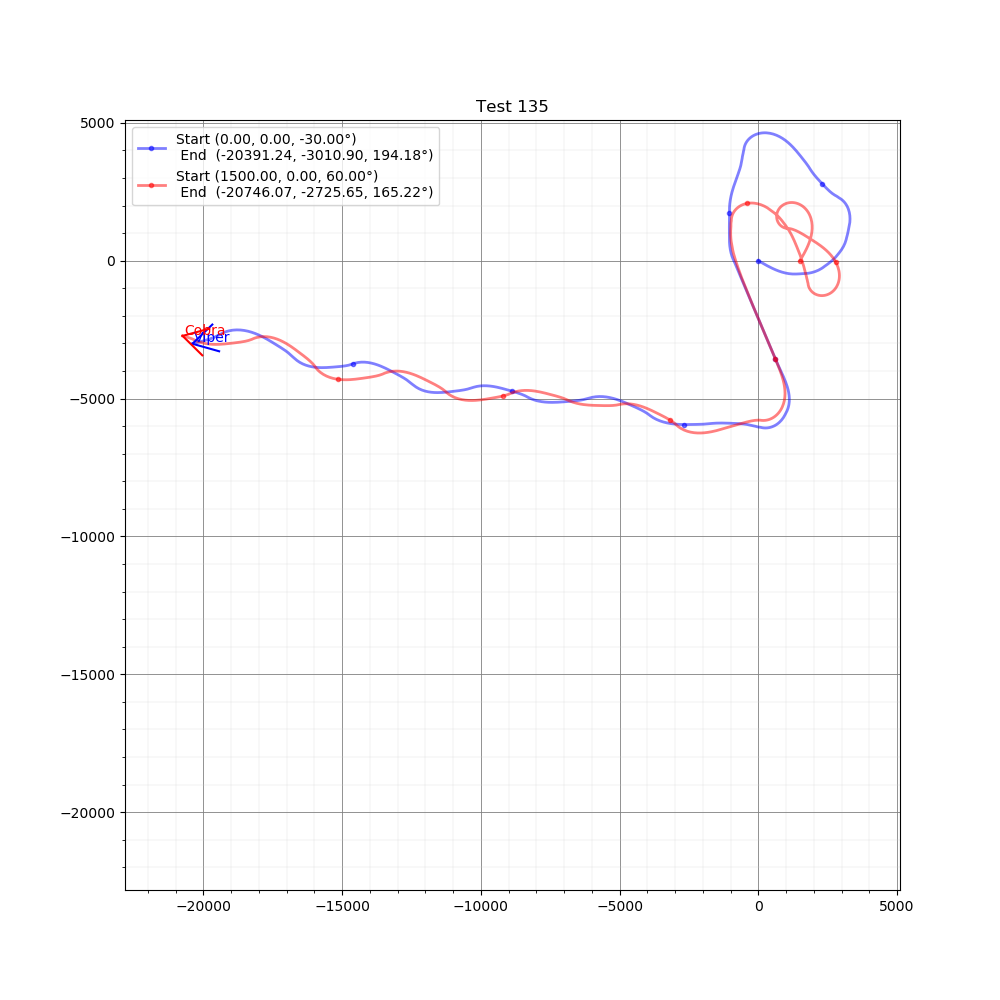 Test 135
Start (0.00, 0.00, -30.00°)
End  (-20391.24, -3010.90, 194.18°)
Start (1500.00, 0.00, 60.00°)
End  (-20746.07, -2725.65, 165.22°)
5000
0
−5000
−10000
−15000
−20000
Cobra
Viper
−20000 −15000 −10000 −5000 0 5000